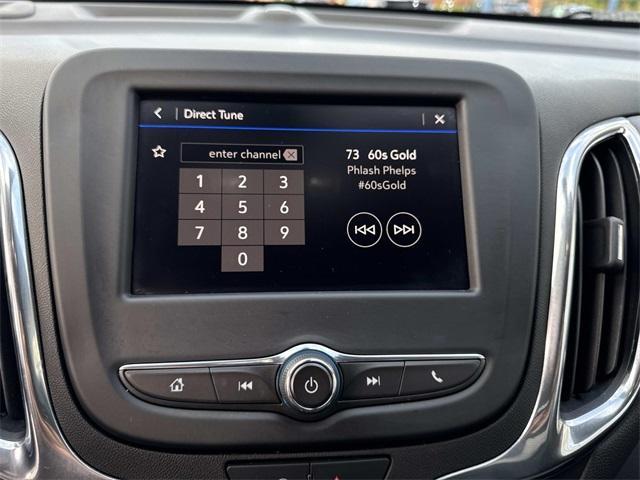 Direct Tune
enter channel
73 60s Gold
Phlash Phelps
#60sGold
1 2 3
4 5 6
7 8 9
0